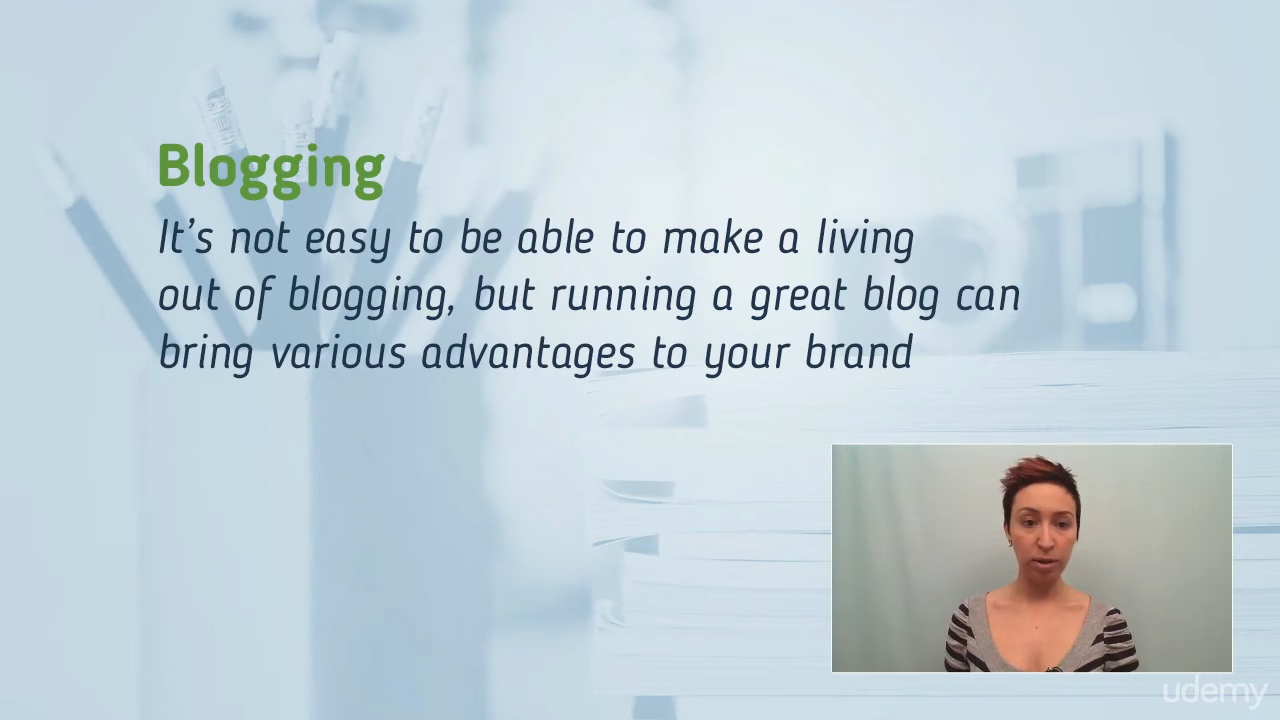 Blogging
It’s not easy to be able to make a living
out of blogging, but running a great blog can
bring various advantages to your brand
udemy